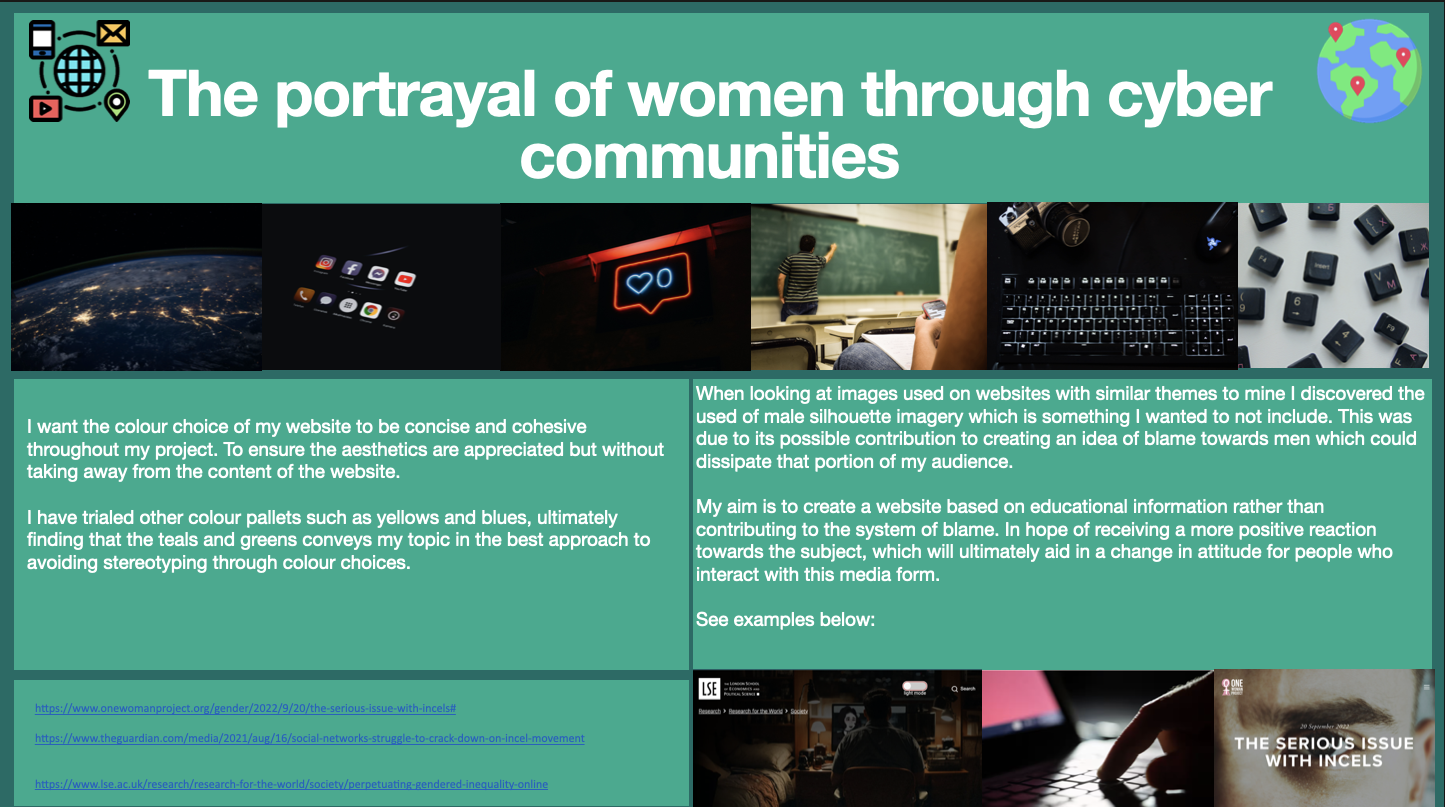 The portrayal of women through cyber
communities
I want the colour choice of my website to be concise and cohesive
throughout my project. To ensure the aesthetics are appreciated but without
taking away from the content of the website.
I have trialed other colour pallets such as yellows and blues, ultimately
finding that the teals and greens conveys my topic in the best approach to
avoiding stereotyping through colour choices.
When looking at images used on websites with similar themes to mine I discovered the
used of male silhouette imagery which is something I wanted to not include. This was
due to its possible contribution to creating an idea of blame towards men which could
dissipate that portion of my audience.
My aim is to create a website based on educational information rather than
contributing to the system of blame. In hope of receiving a more positive reaction
towards the subject, which will ultimately aid in a change in attitude for people who
interact with this media form.
See examples below:
https://www.onewomanproject.org/gender/2022/9/20/the-serious-issue-with-incels#
https://www.theguardian.com/media/2021/aug/16/social-networks-struggle-to-crack-down-on-incel-movement
https://www.lse.ac.uk/research/research-for-the-world/society/perpetuating-gendered-inequality-online
LSE
THE LONDON SCHOOL
OF ECONOMICS AND
POLITICAL SCIENCE
light mode
Search
Research > Research for the World > Society
ONE
WOMAN
PROJECT
20 September 2022
THE SERIOUS ISSUE
WITH INCELS
0
F4
Insert
V
M
6
9
6
4
F9